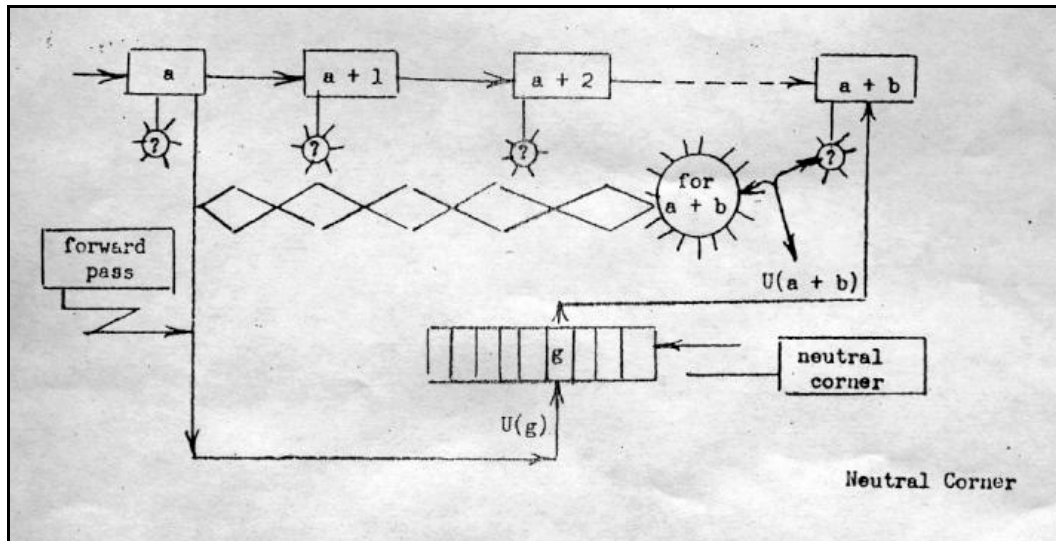 a
a + 1
a + 2
a + b
?
?
?
?
for
a + b
forward
pass
U(a + b)
g
neutral
corner
U(g)
Neutral Corner